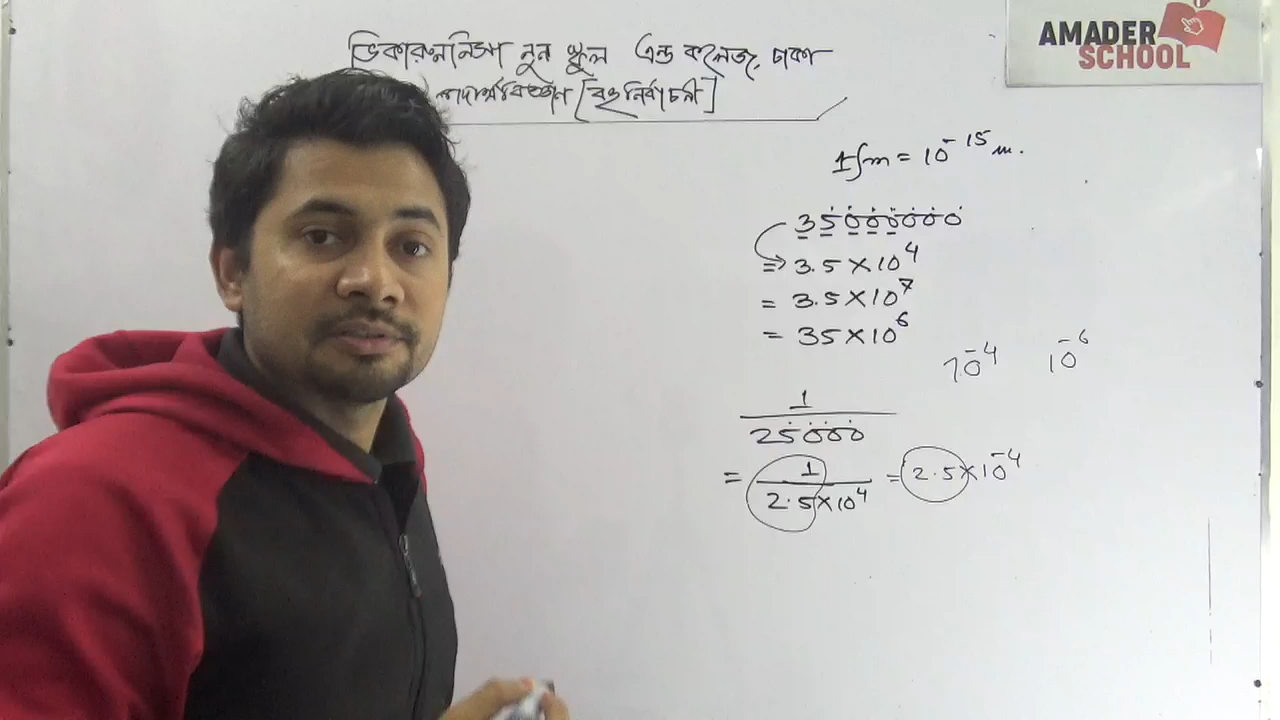 ভিকারুননিসা নুন স্কুল এন্ড কলেজ, ঢাকা
পদার্থবিজ্ঞান [বহুনির্বাচনী]
AMADER
SCHOOL
1fm = 10⁻¹⁵ m.
35000000
⇒ 3.5 × 10⁴
= 3.5 × 10⁷
= 35 × 10⁶
10⁻⁴ 10⁻⁶
1
25000
= 1 / 2.5 × 10⁴ = 2.5 × 10⁻⁴